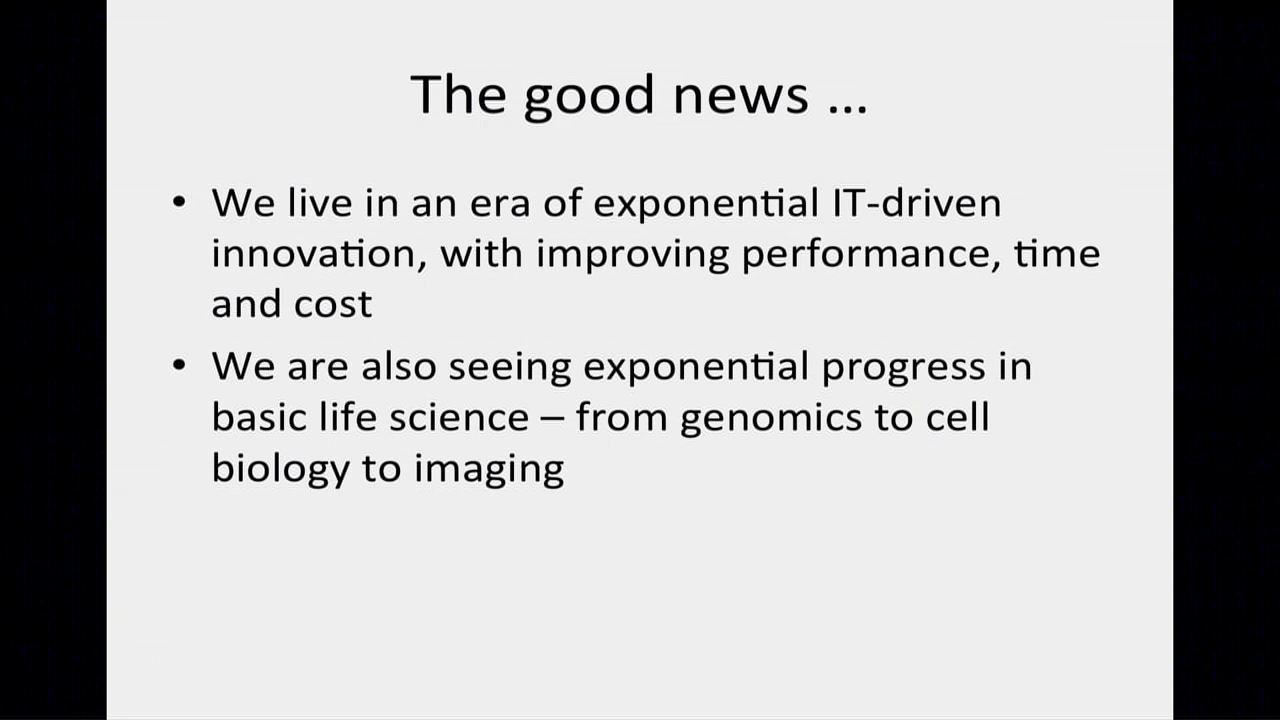 The good news ...
• We live in an era of exponential IT-driven
innovation, with improving performance, time
and cost
• We are also seeing exponential progress in
basic life science – from genomics to cell
biology to imaging